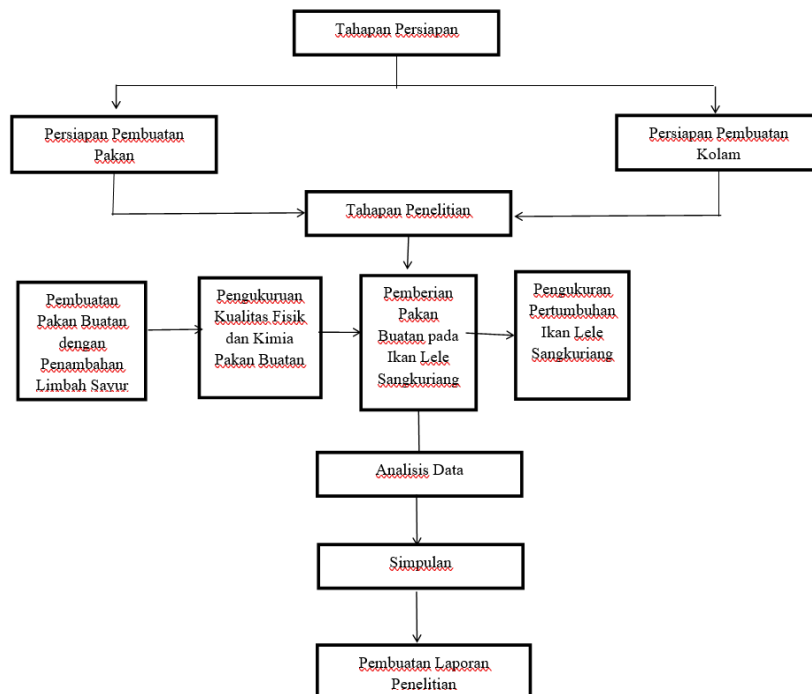 Tahapan Persiapan
Persiapan Pembuatan
Pakan
Persiapan Pembuatan
Kolam
Tahapan Penelitian
Pembuatan
Pakan Buatan
dengan
Penambahan
Limbah Sayur
Pengukuruan
Kualitas Fisik
dan Kimia
Pakan Buatan
Pemberian
Pakan
Buatan pada
Ikan Lele
Sangkuriang
Pengukuran
Pertumbuhan
Ikan Lele
Sangkuriang
Analisis Data
Simpulan
Pembuatan Laporan
Penelitian